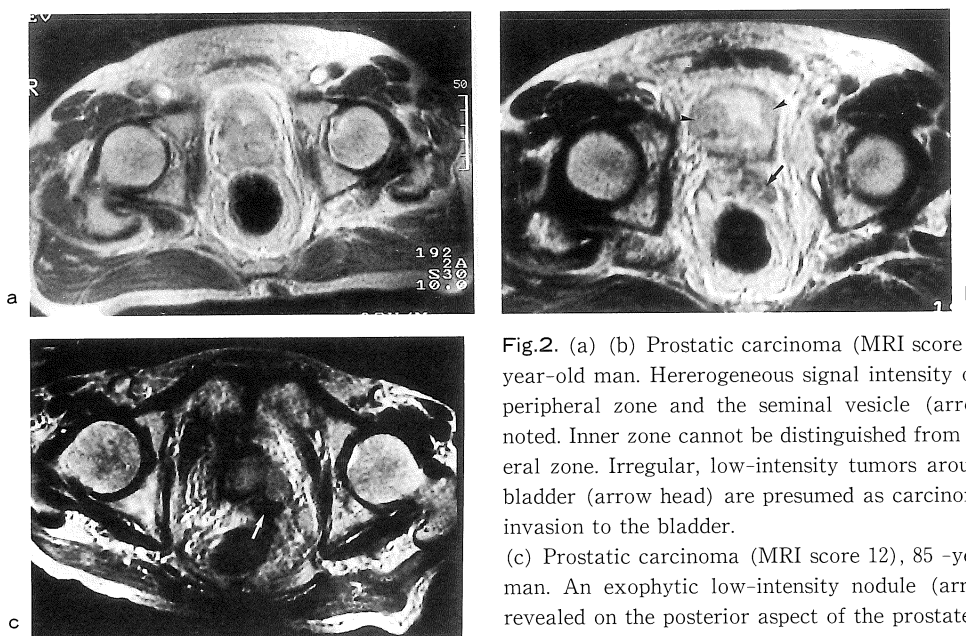 R
50
192
2A
S30
10.0
a
c
Fig.2. (a) (b) Prostatic carcinoma (MRI score
year-old man. Hererogeneous signal intensity
peripheral zone and the seminal vesicle
noted. Inner zone cannot be distinguished from
eral zone. Irregular, low-intensity tumors
bladder (arrow head) are presumed as
invasion to the bladder.
(c) Prostatic carcinoma (MRI score 12), 85
man. An exophytic low-intensity nodule
revealed on the posterior aspect of the prostate